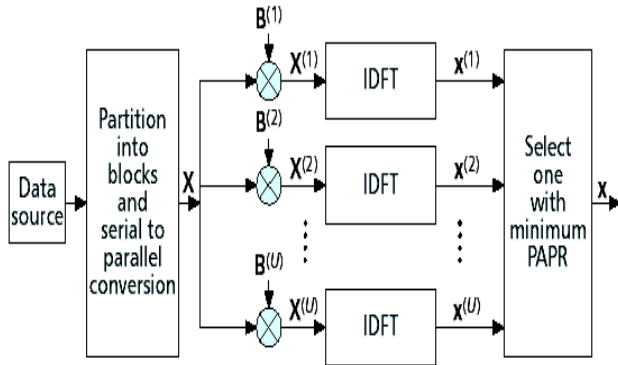 Data
source
Partition
into
blocks
and
serial to
parallel
conversion
X
B(1)
X(1)
IDFT
x(1)
B(2)
X(2)
IDFT
x(2)
B(U)
X(U)
IDFT
x(U)
Select
one
with
minimum
PAPR
x